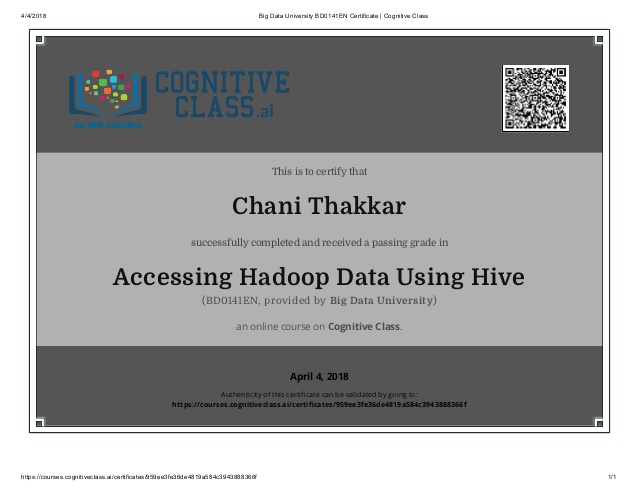 4/4/2018 Big Data University BD0141EN Certificate | Cognitive Class
COGNITIVE
CLASS.ai
An IBM Initiative
This is to certify that
Chani Thakkar
successfully completed and received a passing grade in
Accessing Hadoop Data Using Hive
(BD0141EN, provided by Big Data University)
an online course on Cognitive Class.
April 4, 2018
Authenticity of this certificate can be validated by going to:
https://courses.cognitiveclass.ai/certificates/959ee3fe36de4819a584c3943888366f
https://courses.cognitiveclass.ai/certificates/959ee3fe36de4819a584c3943888366f 1/1